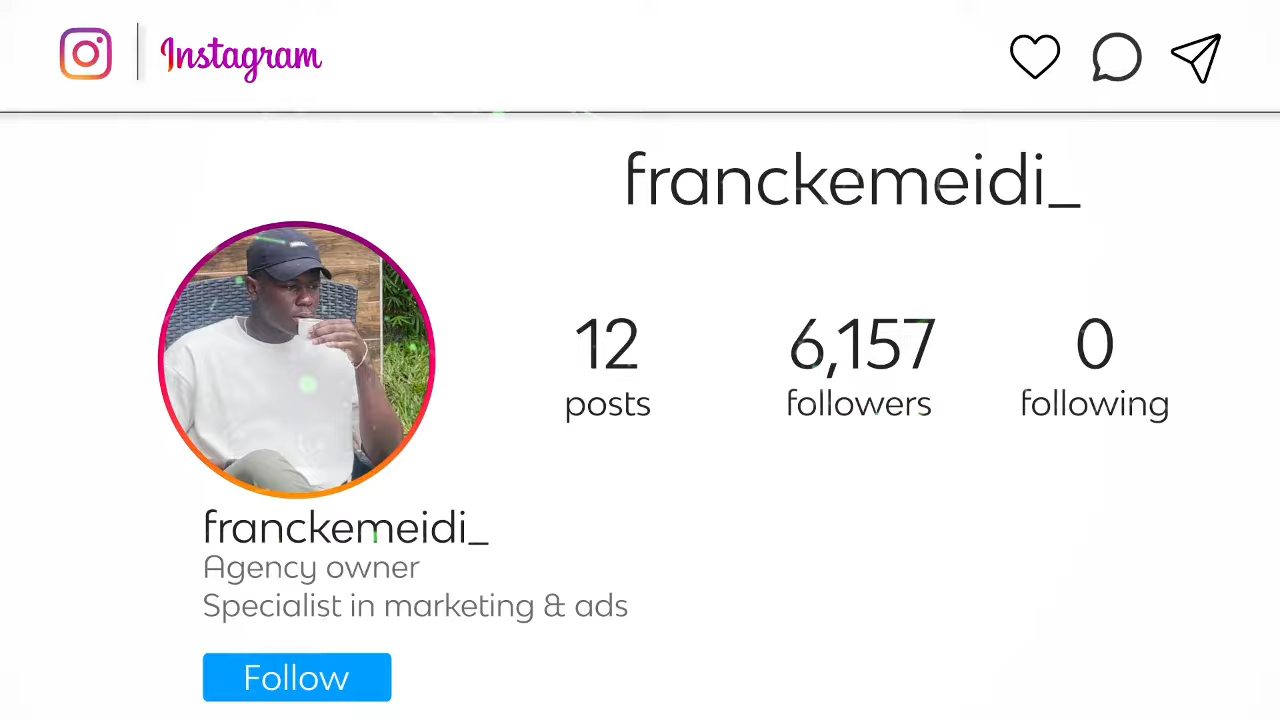 Instagram
franckemeidi_
12
posts
6,157
followers
0
following
franckemeidi_
Agency owner
Specialist in marketing & ads
Follow